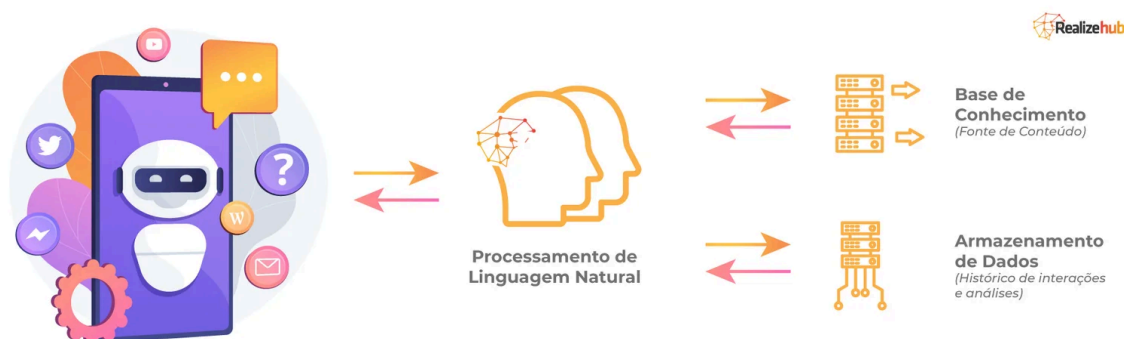 Realizehub
?
W
Processamento de
Linguagem Natural
Base de
Conhecimento
(Fonte de Conteúdo)
Armazenamento
de Dados
(Histórico de interações
e análises)